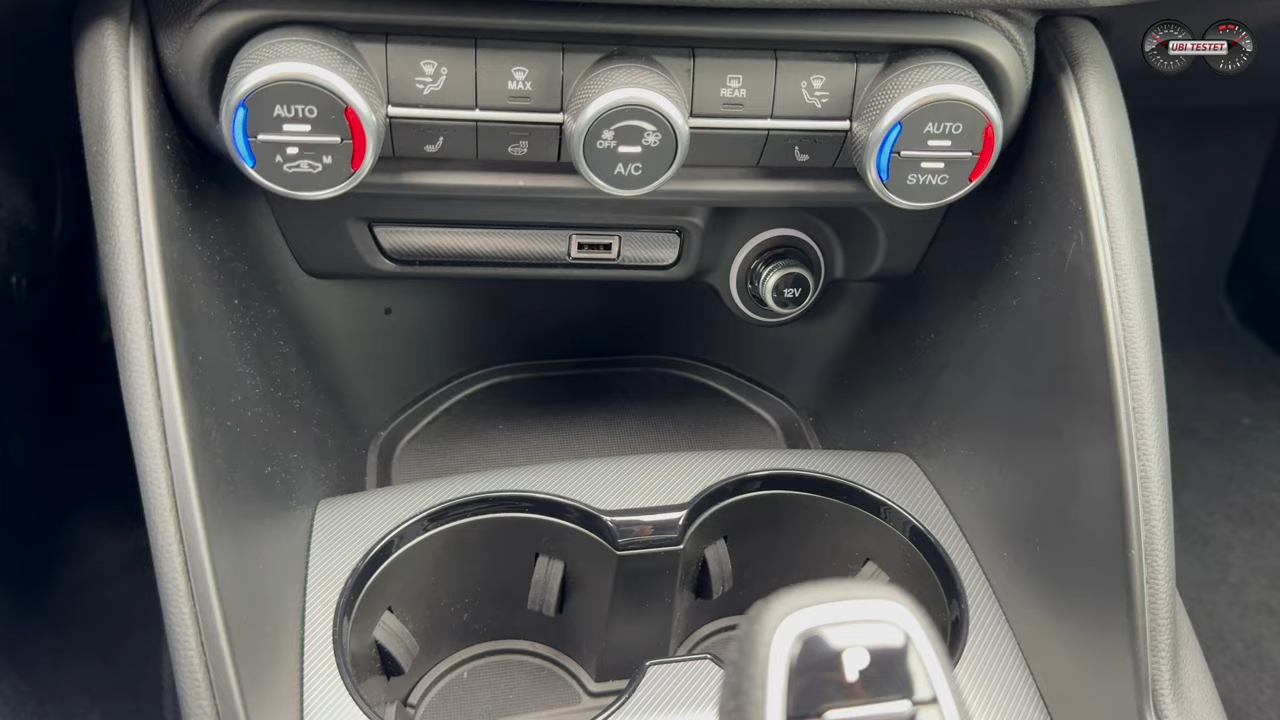 UBI TESTET
AUTO
A M
MAX
OFF
A/C
REAR
AUTO
SYNC
12V
P